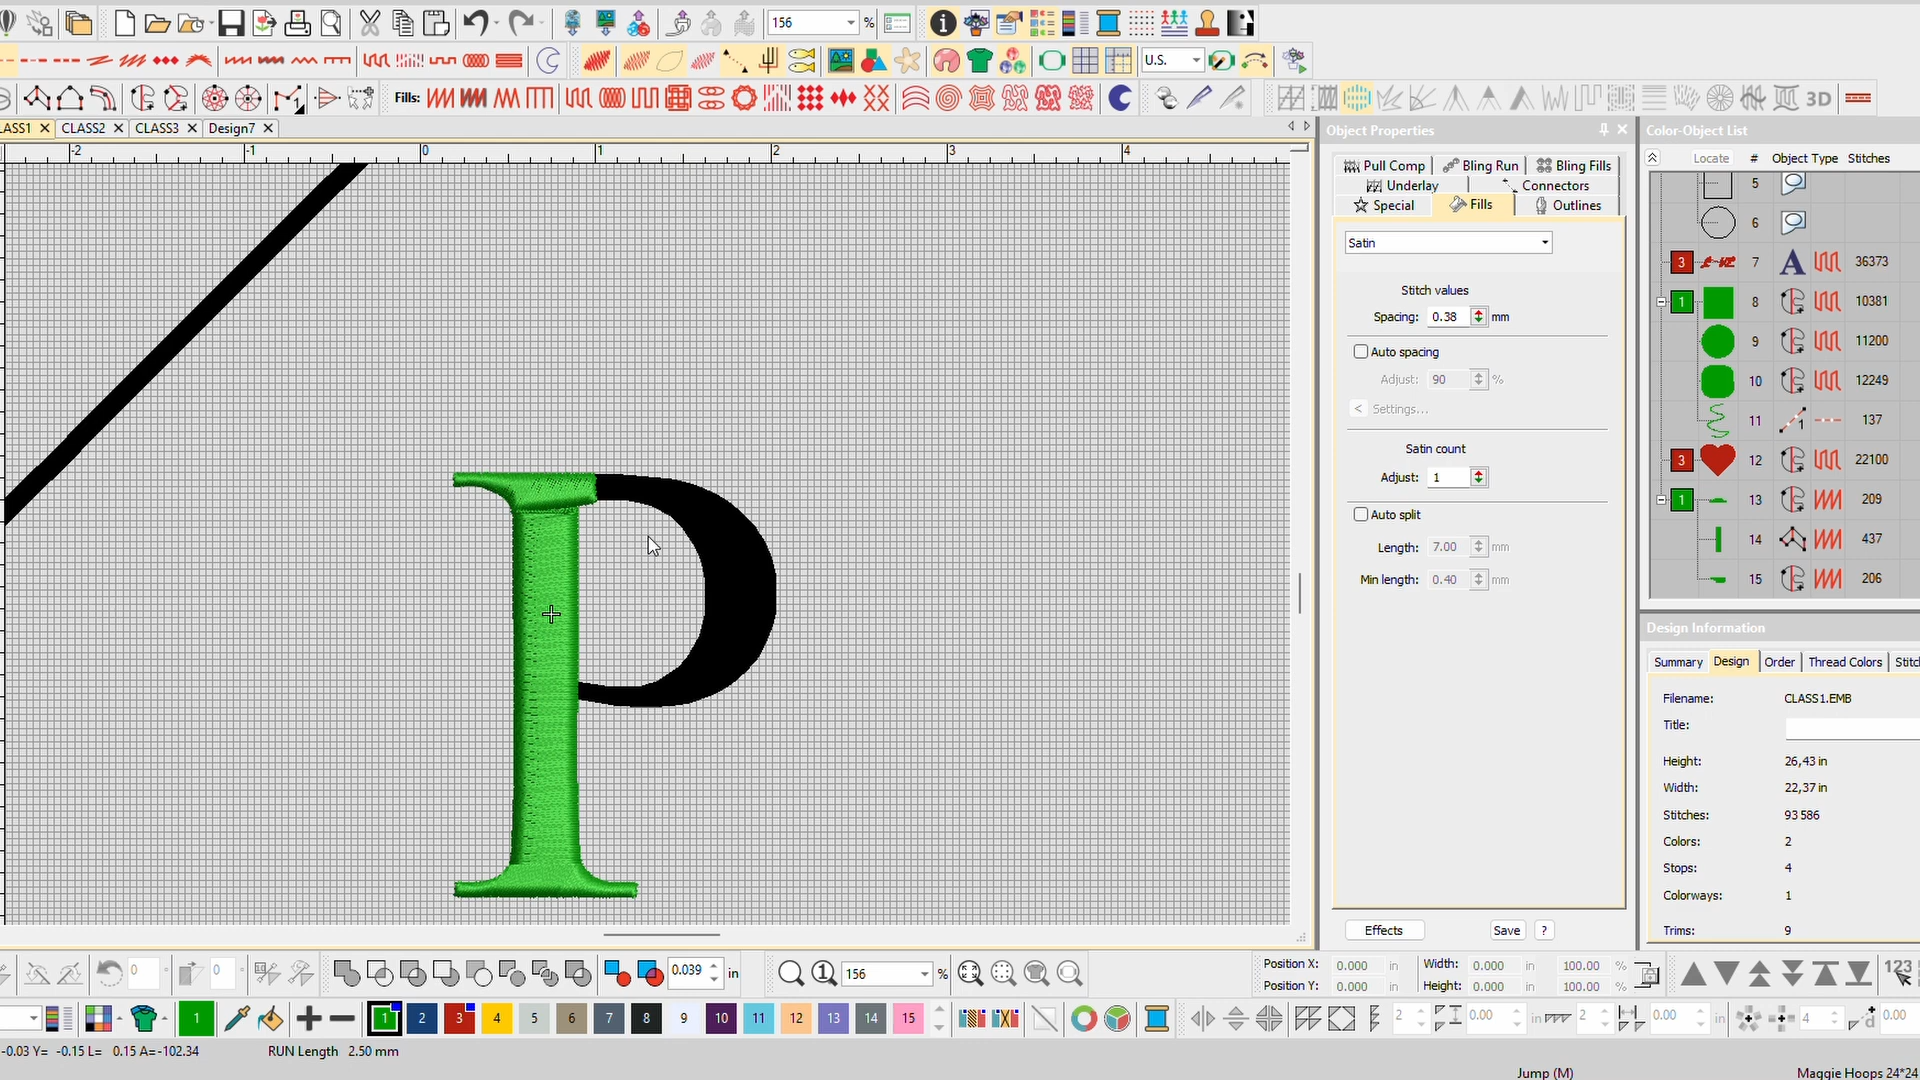 156 %
U.S.
Fills:
3D
LASS1 CLASS2 CLASS3 Design7
-2 -1 0 1 2 3 4
Object Properties
Pull Comp Bling Run Bling Fills
Underlay Connectors
Special Fills Outlines
Satin
Stitch values
Spacing: 0.38 mm
Auto spacing
Adjust: 90 %
< Settings...
Satin count
Adjust: 1
Auto split
Length: 7.00 mm
Min length: 0.40 mm
Effects Save ?
Color-Object List
Locate # Object Type Stitches
5
6
3 7 A 36373
1 8 10381
9 11200
10 12249
11 137
3 12 22100
1 13 209
14 437
15 206
Design Information
Summary Design Order Thread Colors Stitc
Filename: CLASS1.EMB
Title:
Height: 26,43 in
Width: 22,37 in
Stitches: 93 586
Colors: 2
Stops: 4
Colorways: 1
Trims: 9
P
0 0 0.039 in 1 156 %
Position X: 0.000 in Width: 0.000 in 100.00 %
Position Y: 0.000 in Height: 0.000 in 100.00 %
123
1 1 2 3 4 5 6 7 8 9 10 11 12 13 14 15
2 0.00 in 2 0.00 in 4 0.00
-0.03 Y= -0.15 L= 0.15 A=-102.34 RUN Length 2.50 mm
Jump (M) Maggie Hoops 24*24